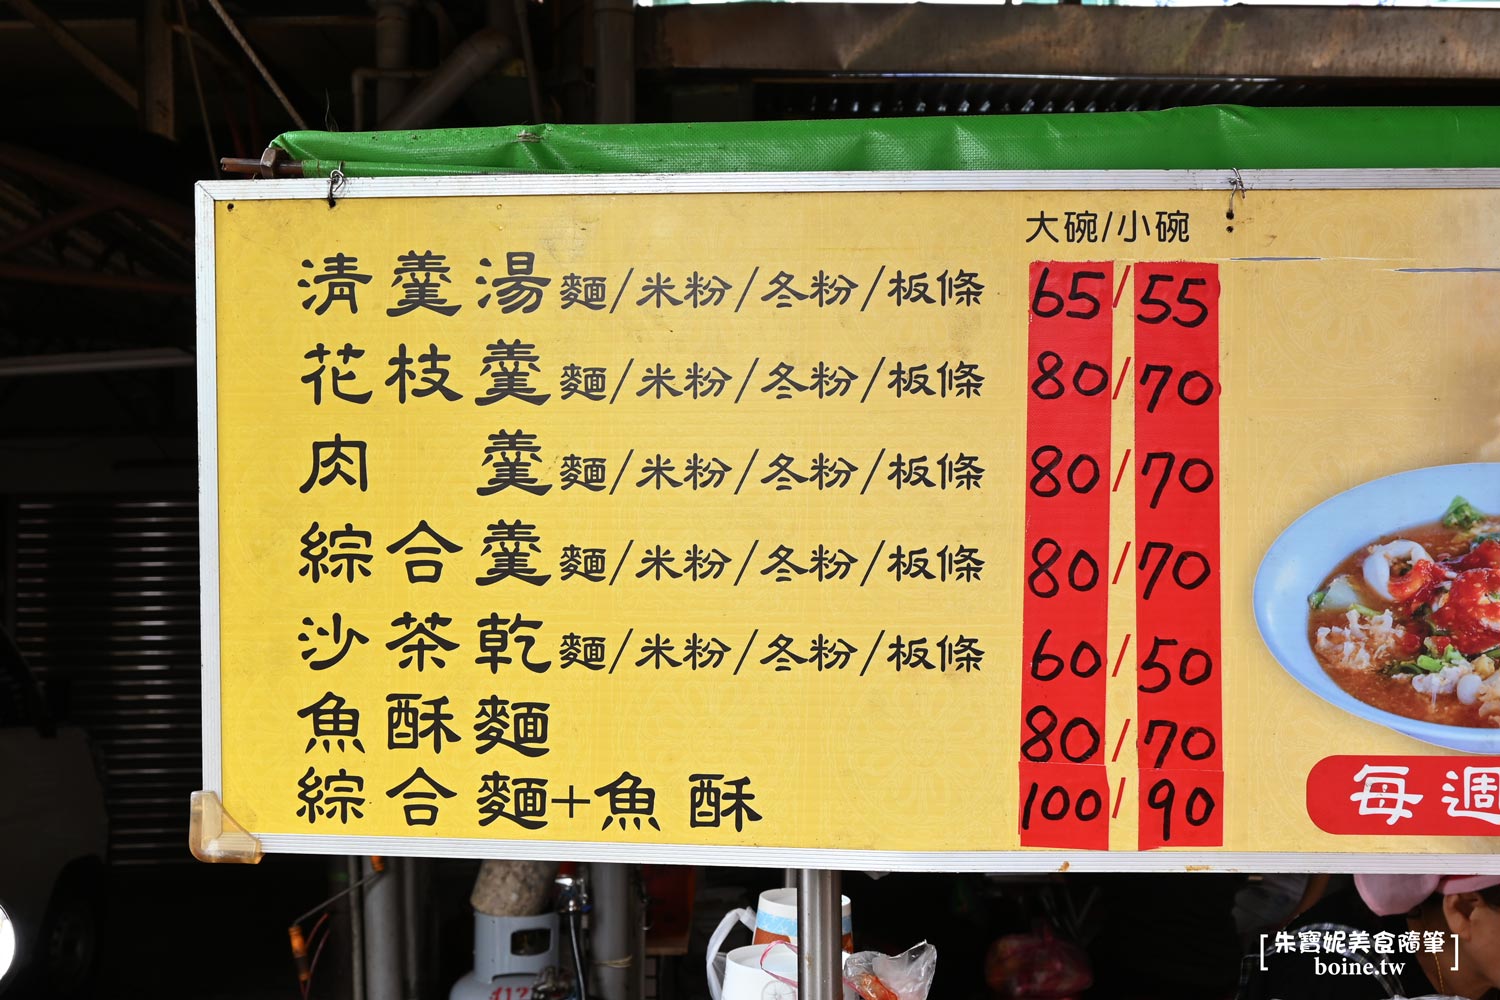 大碗/小碗
清羹湯麵/米粉/冬粉/板條 65/55
花枝羹麵/米粉/冬粉/板條 80/70
肉羹麵/米粉/冬粉/板條 80/70
綜合羹麵/米粉/冬粉/板條 80/70
沙茶乾麵/米粉/冬粉/板條 60/50
魚酥麵 80/70
綜合麵+魚酥 100/90
每週
[朱寶妮美食隨筆]
boine.tw